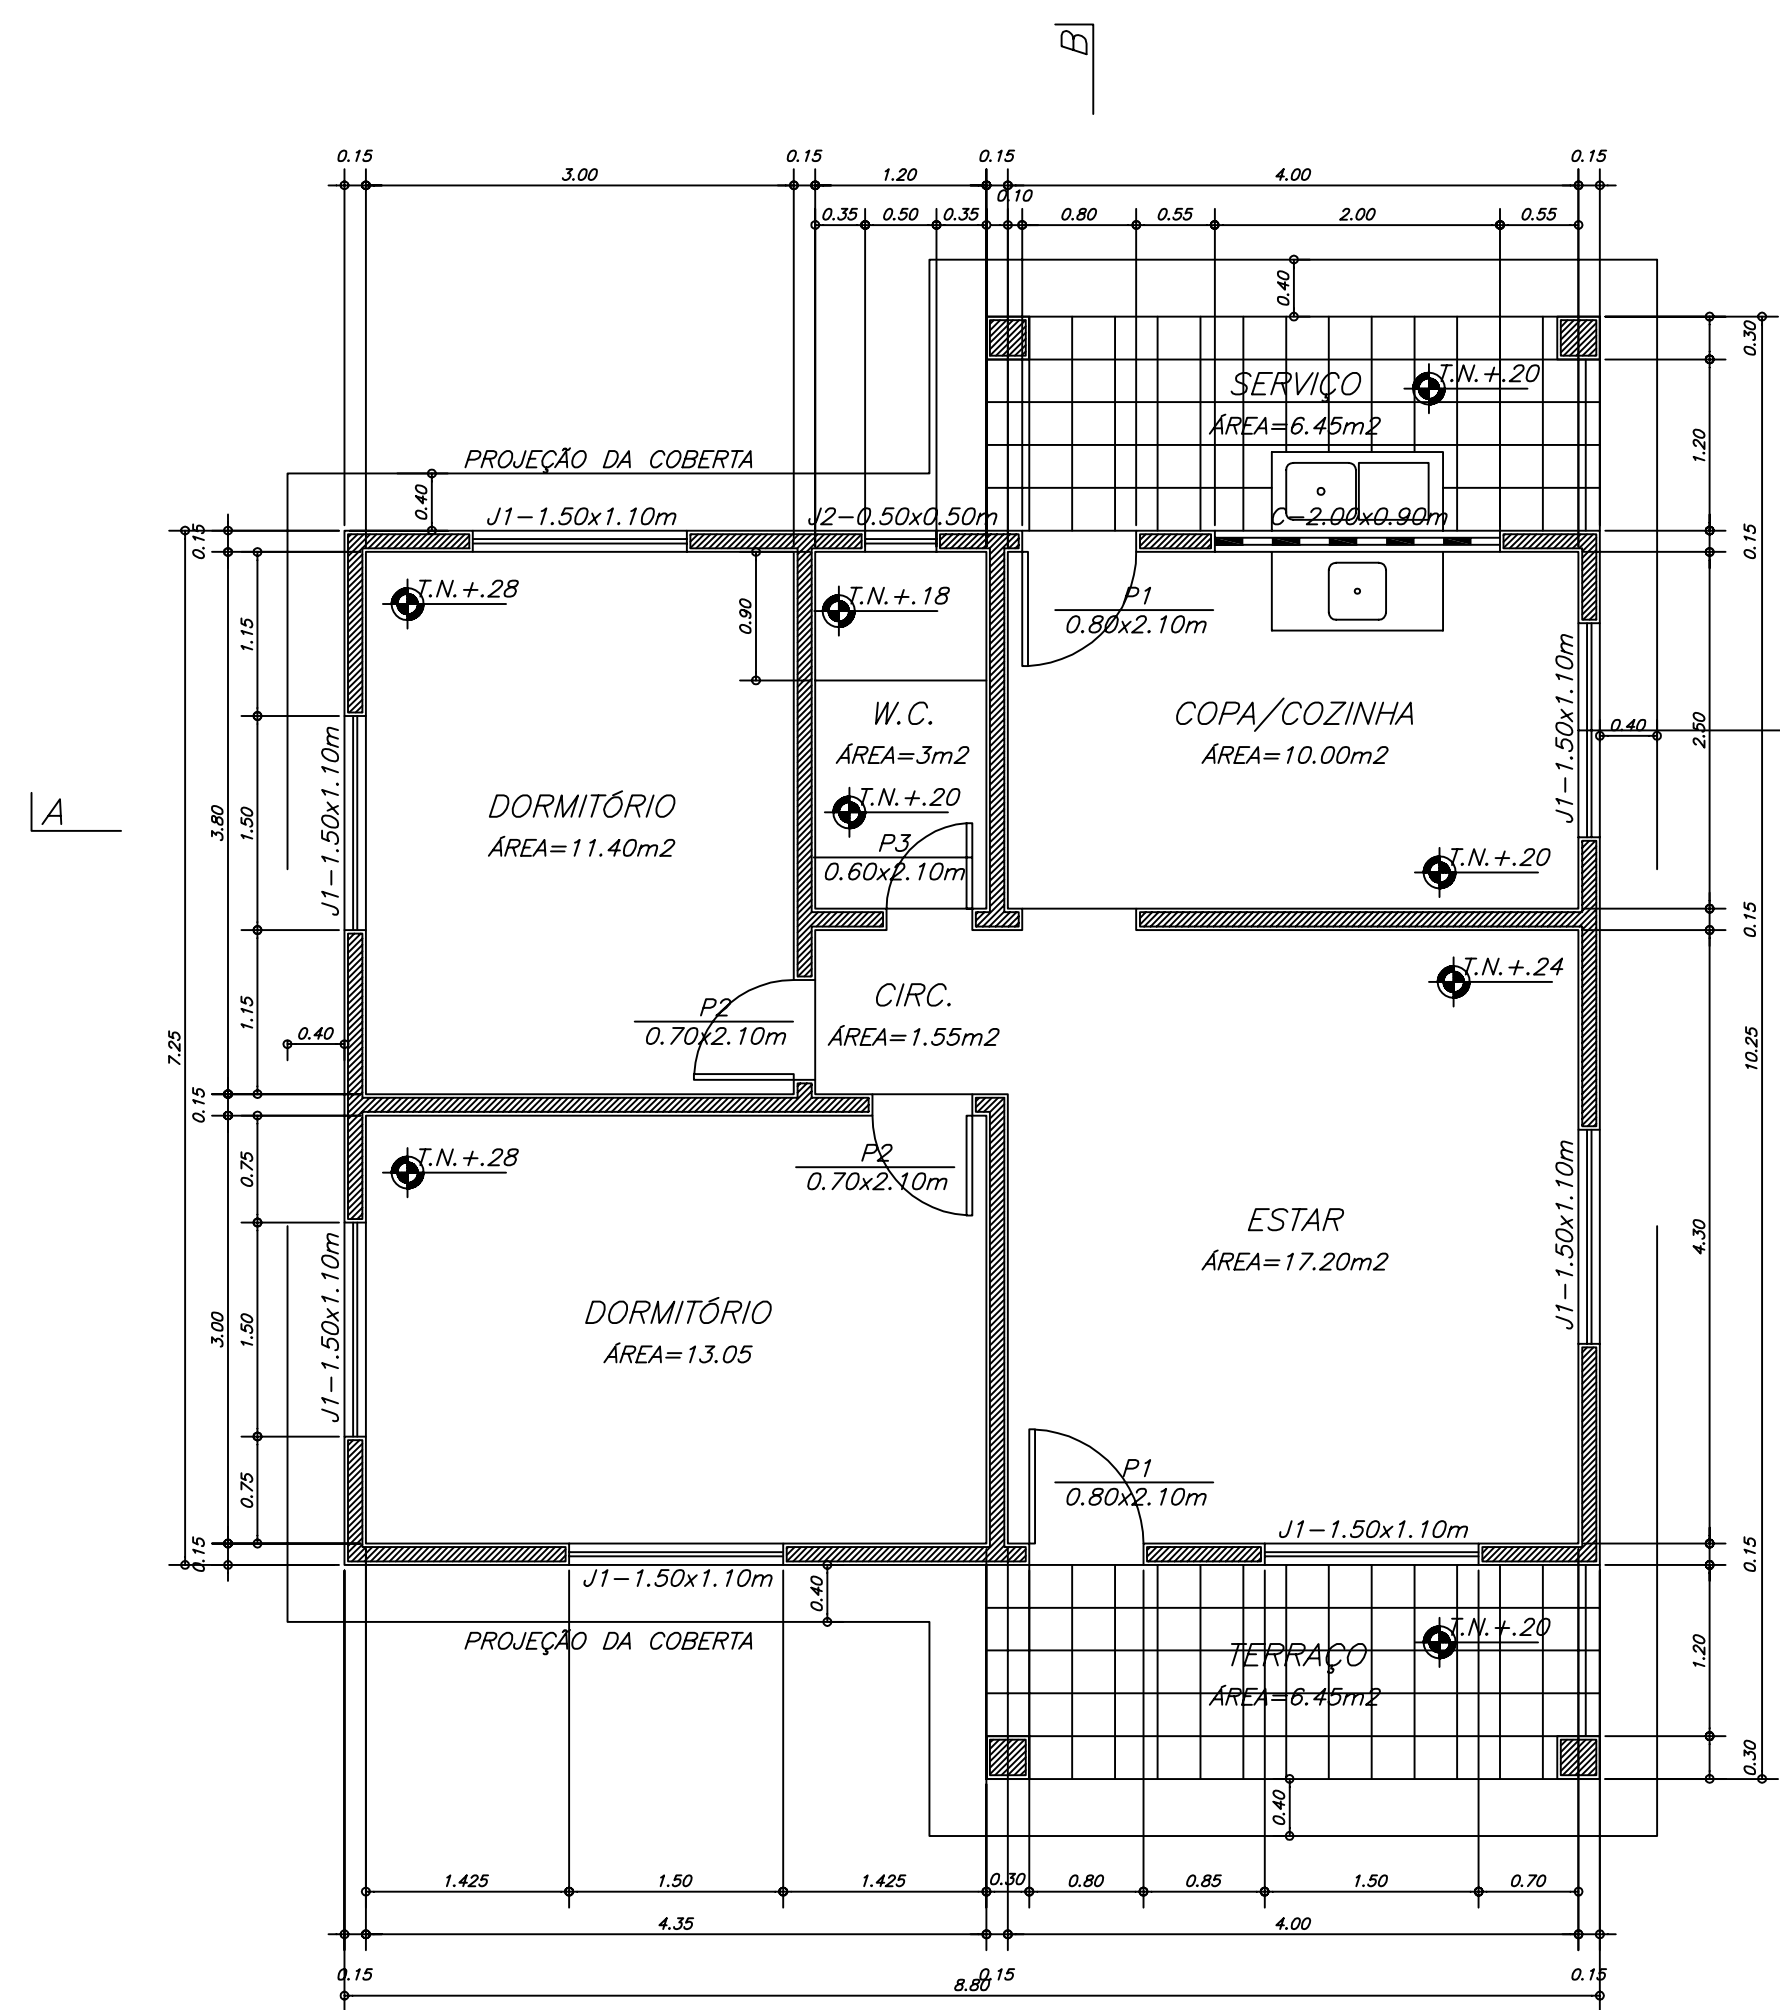 B
0.15 0.15 0.15 0.15
3.00 1.20 4.00
0.10
0.35 0.50 0.35 0.80 0.55 2.00 0.55
0.40
0.30
T.N.+.20
SERVIÇO
ÁREA=6.45m2
1.20
PROJEÇÃO DA COBERTA
0.40
J1-1.50x1.10m J2-0.50x0.50m C-2.00x0.90m
0.15 0.15
T.N.+.28 T.N.+.18 P1
0.80x2.10m
0.90
1.15
J1-1.50x1.10m
W.C. COPA/COZINHA
ÁREA=3m2 ÁREA=10.00m2
2.50
0.40
J1-1.50x1.10m
A
3.80
1.50
DORMITÓRIO
ÁREA=11.40m2
T.N.+.20
P3
0.60x2.10m
T.N.+.20
0.15
T.N.+.24
CIRC.
ÁREA=1.55m2
P2
0.70x2.10m
1.15
0.40
7.25
10.25
0.15
T.N.+.28
P2
0.70x2.10m
0.75
J1-1.50x1.10m
ESTAR
ÁREA=17.20m2
4.30
J1-1.50x1.10m
DORMITÓRIO
ÁREA=13.05
3.00
1.50
0.75
P1
0.80x2.10m
J1-1.50x1.10m
0.15 0.15
J1-1.50x1.10m
0.40
PROJEÇÃO DA COBERTA
T.N.+.20
TERRAÇO
ÁREA=6.45m2
1.20
0.30
0.40
1.425 1.50 1.425 0.30 0.80 0.85 1.50 0.70
4.35 4.00
0.15 0.15 0.15
8.80